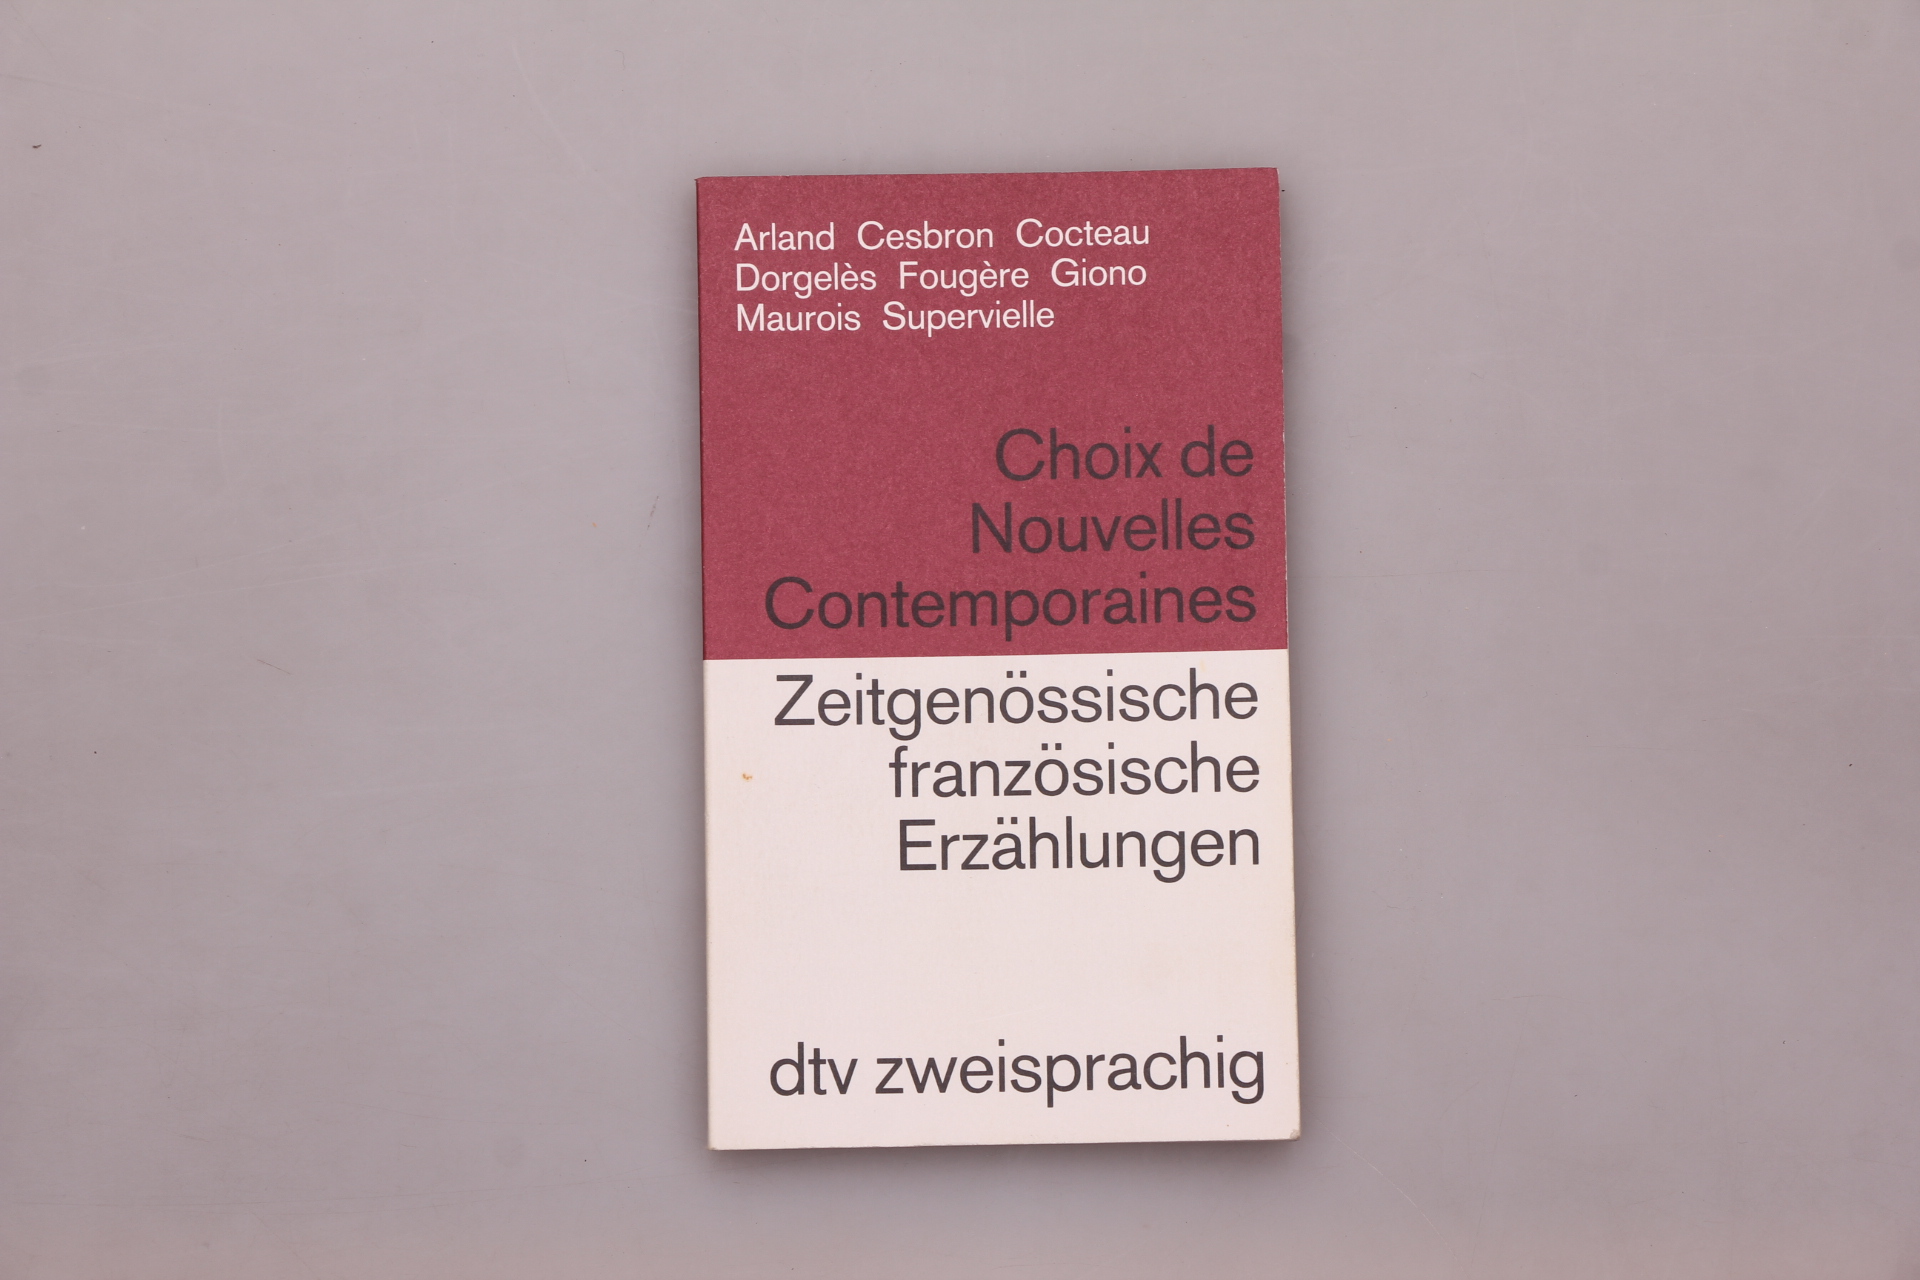 Arland Cesbron Cocteau
Dorgelès Fougère Giono
Maurois Supervielle
Choix de
Nouvelles
Contemporaines
Zeitgenössische
französische
Erzählungen
dtv zweisprachig